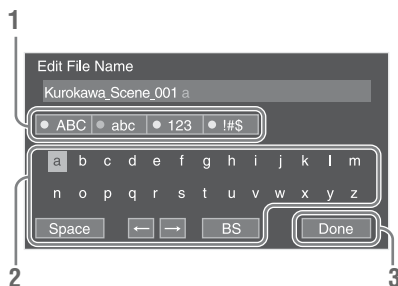 1
Edit File Name
Kurokawa_Scene_001 a
ABC abc 123 !#$
a b c d e f g h i j k l m
n o p q r s t u v w x y z
Space ← → BS Done
2 3